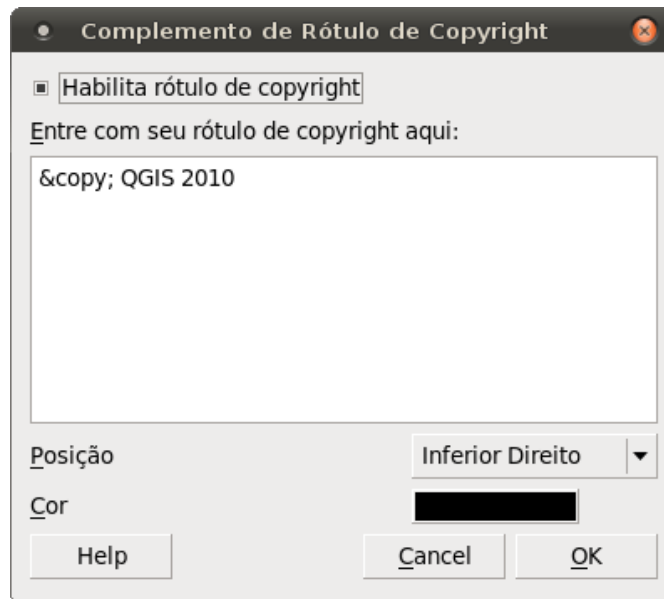 Complemento de Rótulo de Copyright
Habilita rótulo de copyright
Entre com seu rótulo de copyright aqui:
&copy; QGIS 2010
Posição
Inferior Direito
Cor
Help
Cancel
OK